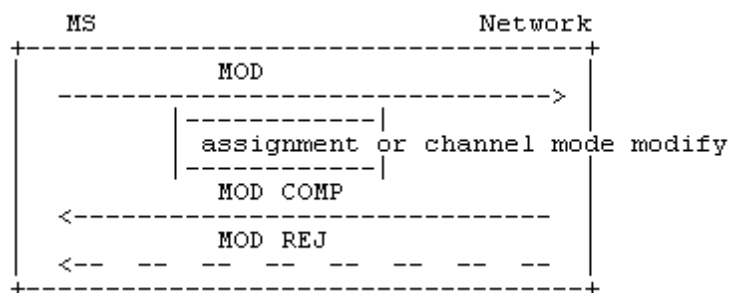 MS Network
MOD
assignment or channel mode modify
MOD COMP
MOD REJ